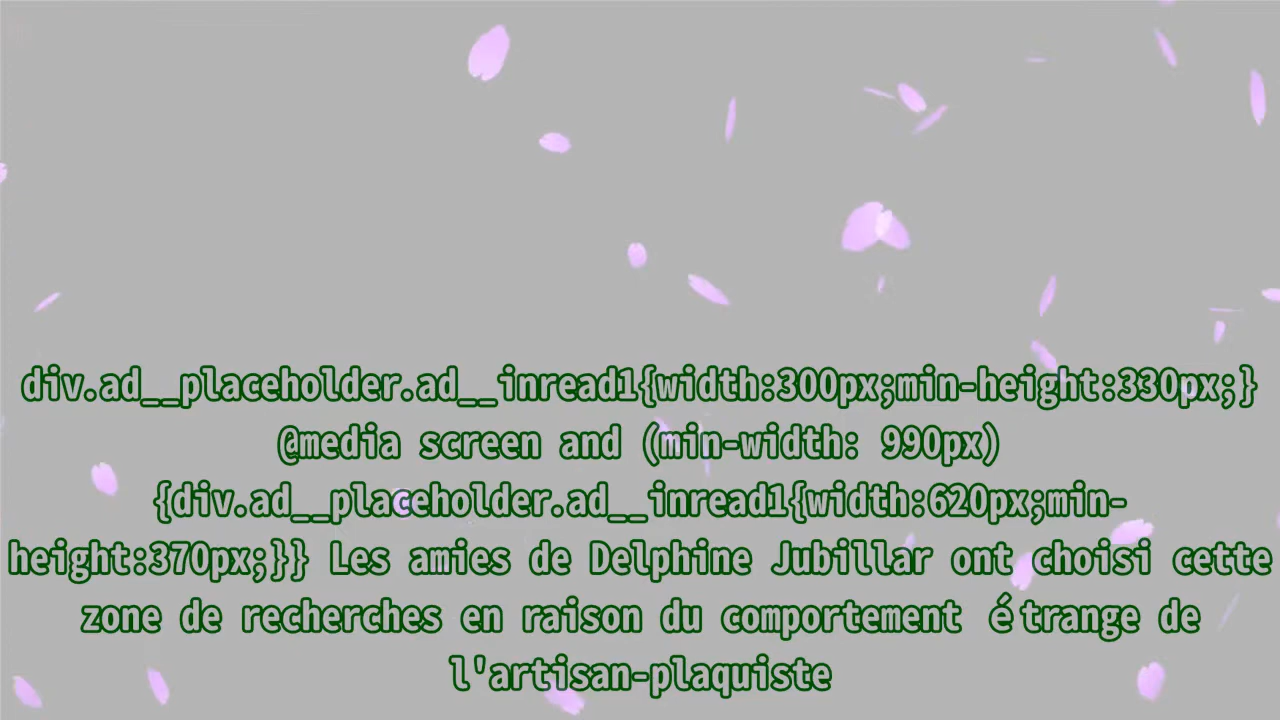 div.ad__placeholder.ad__inread1{width:300px;min-height:330px;}
@media screen and (min-width: 990px)
{div.ad__placeholder.ad__inread1{width:620px;min-
height:370px;}} Les amies de Delphine Jubillar ont choisi cette
zone de recherches en raison du comportement étrange de
l'artisan-plaquiste